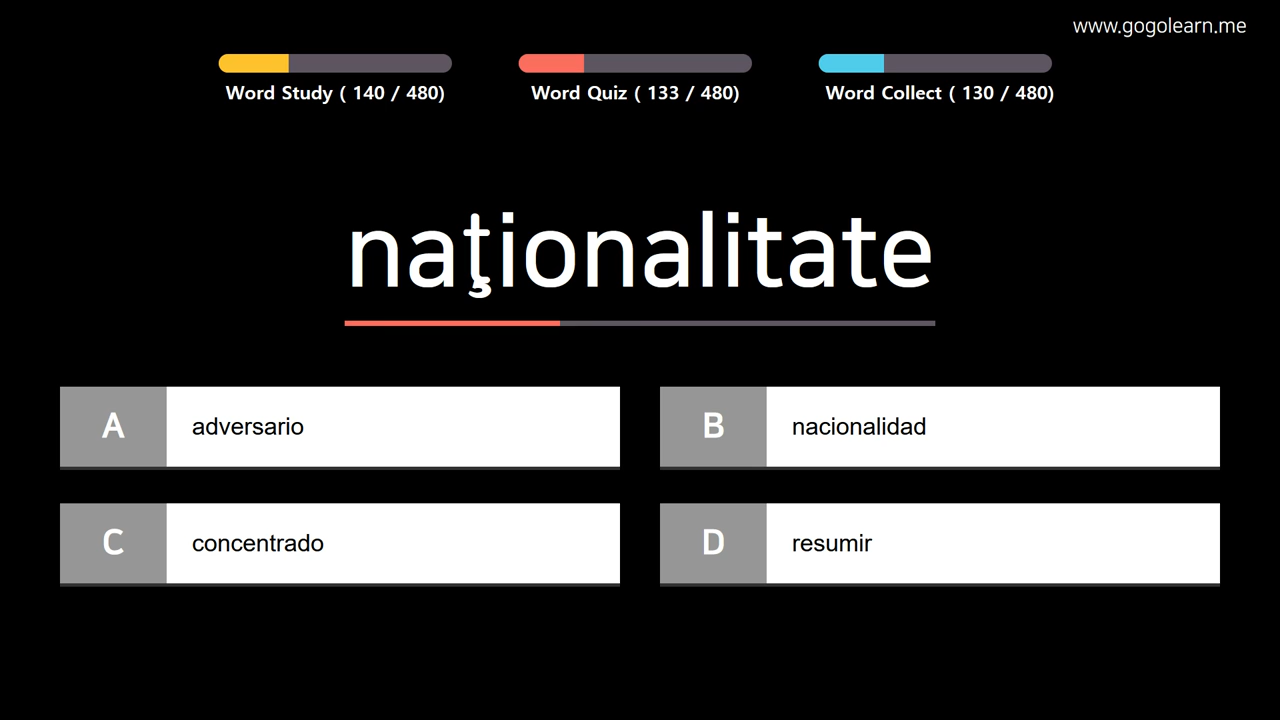 www.gogolearn.me
Word Study ( 140 / 480)
Word Quiz ( 133 / 480)
Word Collect ( 130 / 480)
naţionalitate
A adversario
B nacionalidad
C concentrado
D resumir